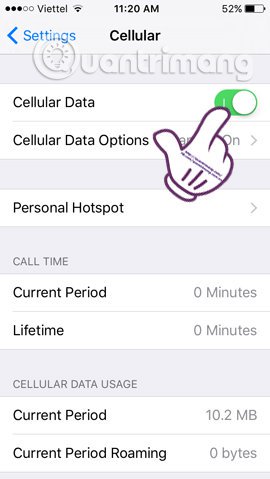 Viettel 11:20 AM 52%
Settings Cellular
Quantrimang
Cellular Data
Cellular Data Options On
Personal Hotspot
CALL TIME
Current Period 0 Minutes
Lifetime 0 Minutes
CELLULAR DATA USAGE
Current Period 10.2 MB
Current Period Roaming 0 bytes